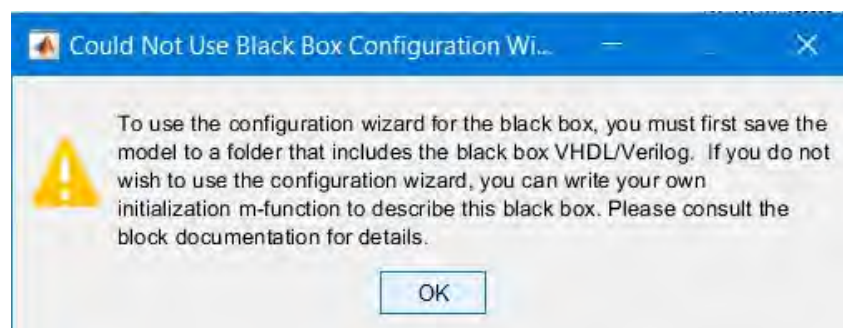 Could Not Use Black Box Configuration Wi...
To use the configuration wizard for the black box, you must first save the
model to a folder that includes the black box VHDL/Verilog. If you do not
wish to use the configuration wizard, you can write your own
initialization m-function to describe this black box. Please consult the
block documentation for details.
OK